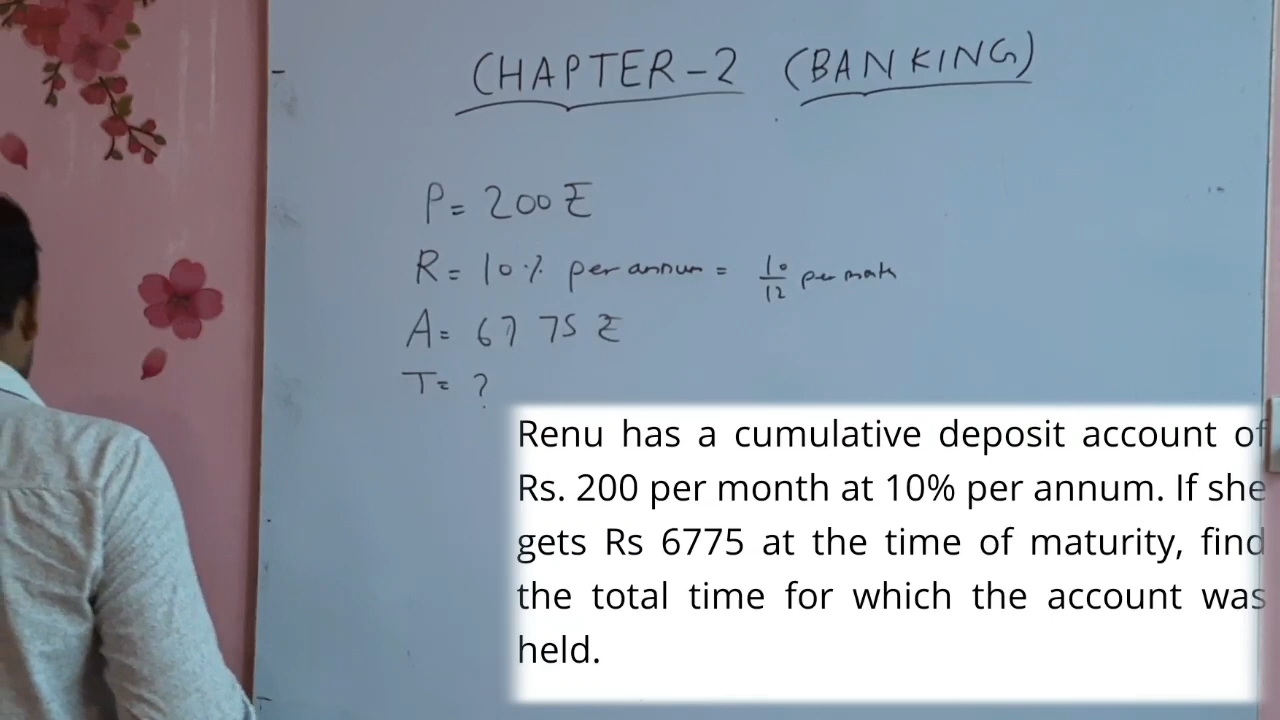 CHAPTER-2 (BANKING)
P= 200 ₹
R= 10% per annum = 10/12 per month
A= 6775 ₹
T= ?
Renu has a cumulative deposit account of
Rs. 200 per month at 10% per annum. If she
gets Rs 6775 at the time of maturity, find
the total time for which the account was
held.